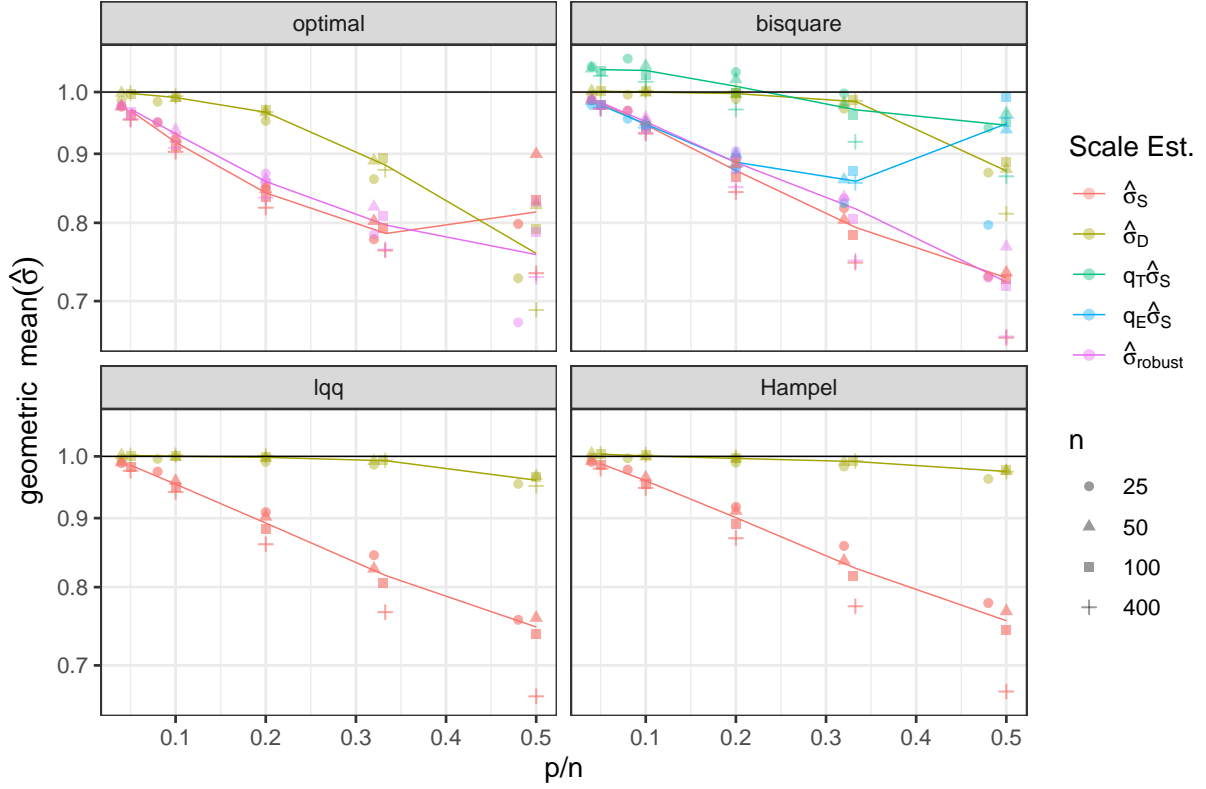 optimal bisquare
1.0
0.9
0.8
0.7
lqq Hampel
1.0
0.9
0.8
0.7
0.1 0.2 0.3 0.4 0.5 0.1 0.2 0.3 0.4 0.5
p/n
geometric mean(σ̂)
Scale Est.
σ̂S
σ̂D
qTσ̂S
qEσ̂S
σ̂robust
n
25
50
100
400